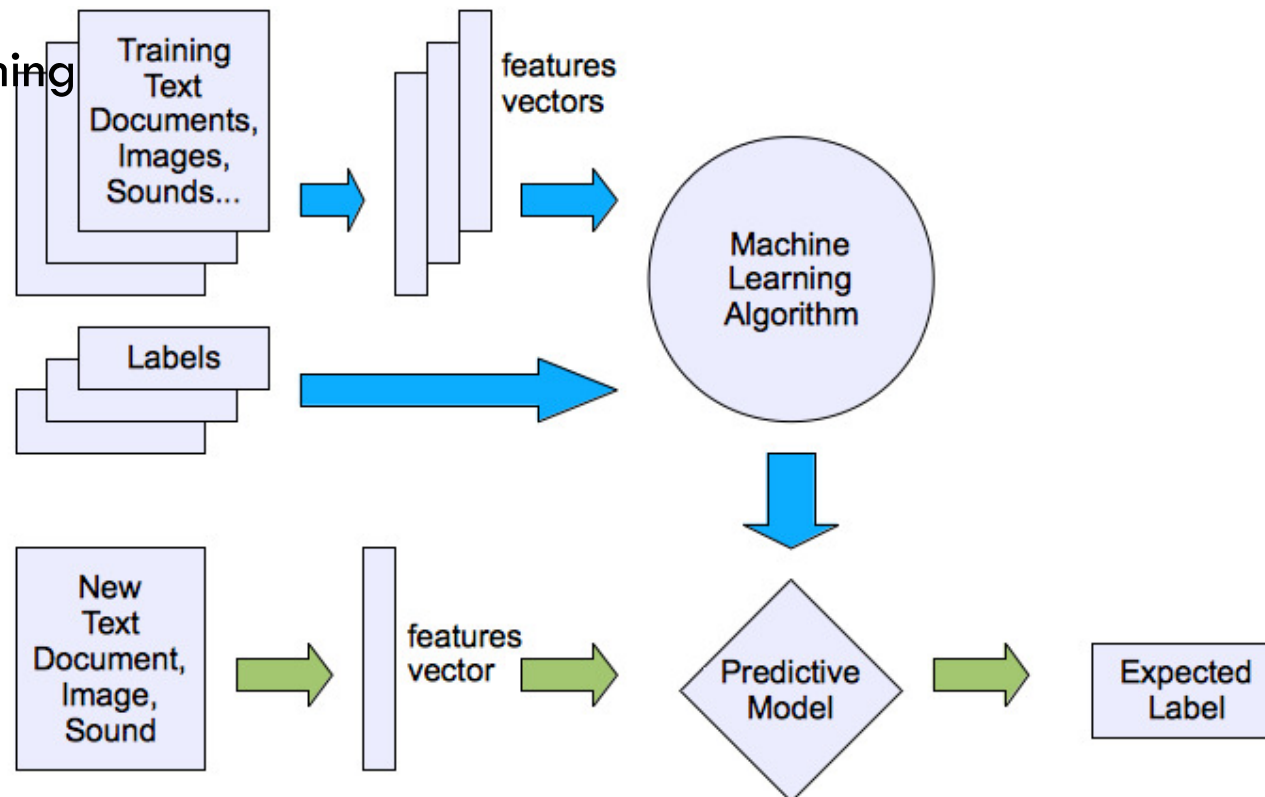 Training
Text
Documents,
Images,
Sounds...
features
vectors
Machine
Learning
Algorithm
Labels
New
Text
Document,
Image,
Sound
features
vector
Predictive
Model
Expected
Label